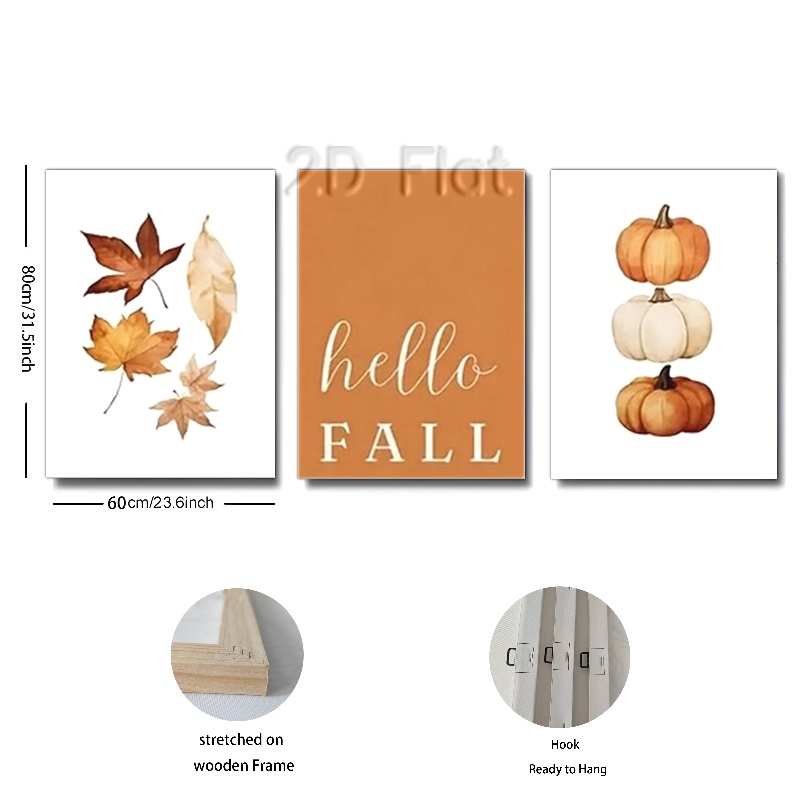 2D Flat
80cm/31.5inch
hello
FALL
60cm/23.6inch
stretched on
wooden Frame
Hook
Ready to Hang